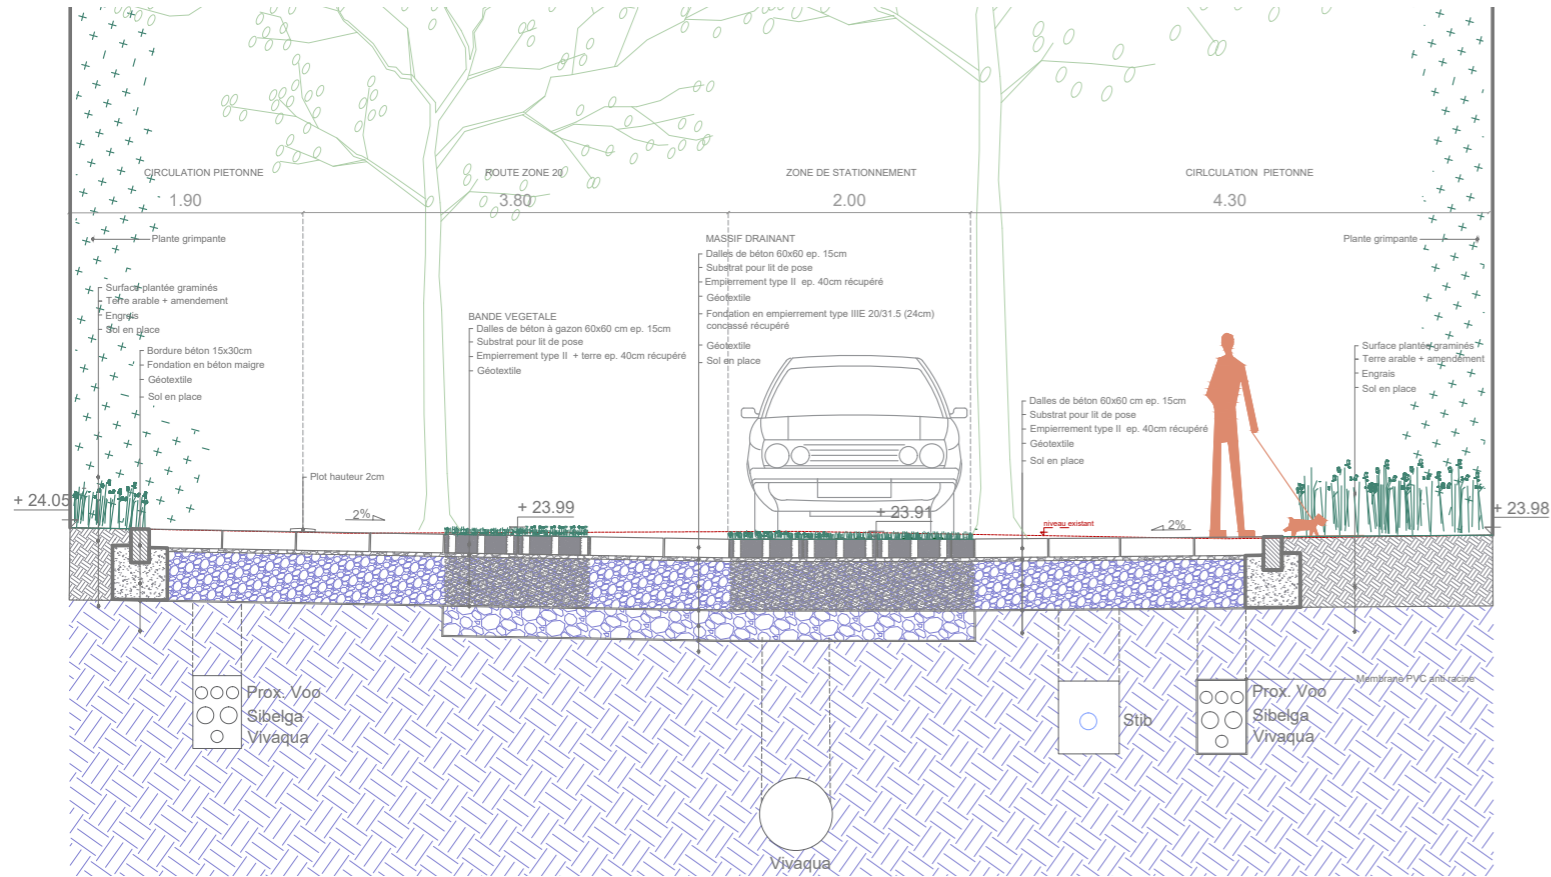 CIRCULATION PIETONNE
ROUTE ZONE 20
ZONE DE STATIONNEMENT
CIRLCULATION PIETONNE
1.90
3.80
2.00
4.30
Plante grimpante
Plante grimpante
MASSIF DRAINANT
Dalles de béton 60x60 ep. 15cm
Substrat pour lit de pose
Empierrement type II ep. 40cm récupéré
Géotextile
Fondation en empierrement type IIIE 20/31.5 (24cm)
concassé récupéré
Géotextile
Sol en place
Surface plantée graminés
Terre arable + amendement
Engrais
Sol en place
Bordure béton 15x30cm
Fondation en béton maigre
Géotextile
Sol en place
BANDE VEGETALE
Dalles de béton à gazon 60x60 cm ep. 15cm
Substrat pour lit de pose
Empierrement type II + terre ep. 40cm récupéré
Géotextile
Surface plantée graminés
Terre arable + amendement
Engrais
Sol en place
Dalles de béton 60x60 cm ep. 15cm
Substrat pour lit de pose
Empierrement type II ep. 40cm récupéré
Géotextile
Sol en place
Plot hauteur 2cm
+ 24.05
2%
+ 23.99
+ 23.91
niveau existant
2%
+ 23.98
Membrane PVC anti racine
Prox. Voo
Sibelga
Vivaqua
Stib
Prox. Voo
Sibelga
Vivaqua
Vivaqua